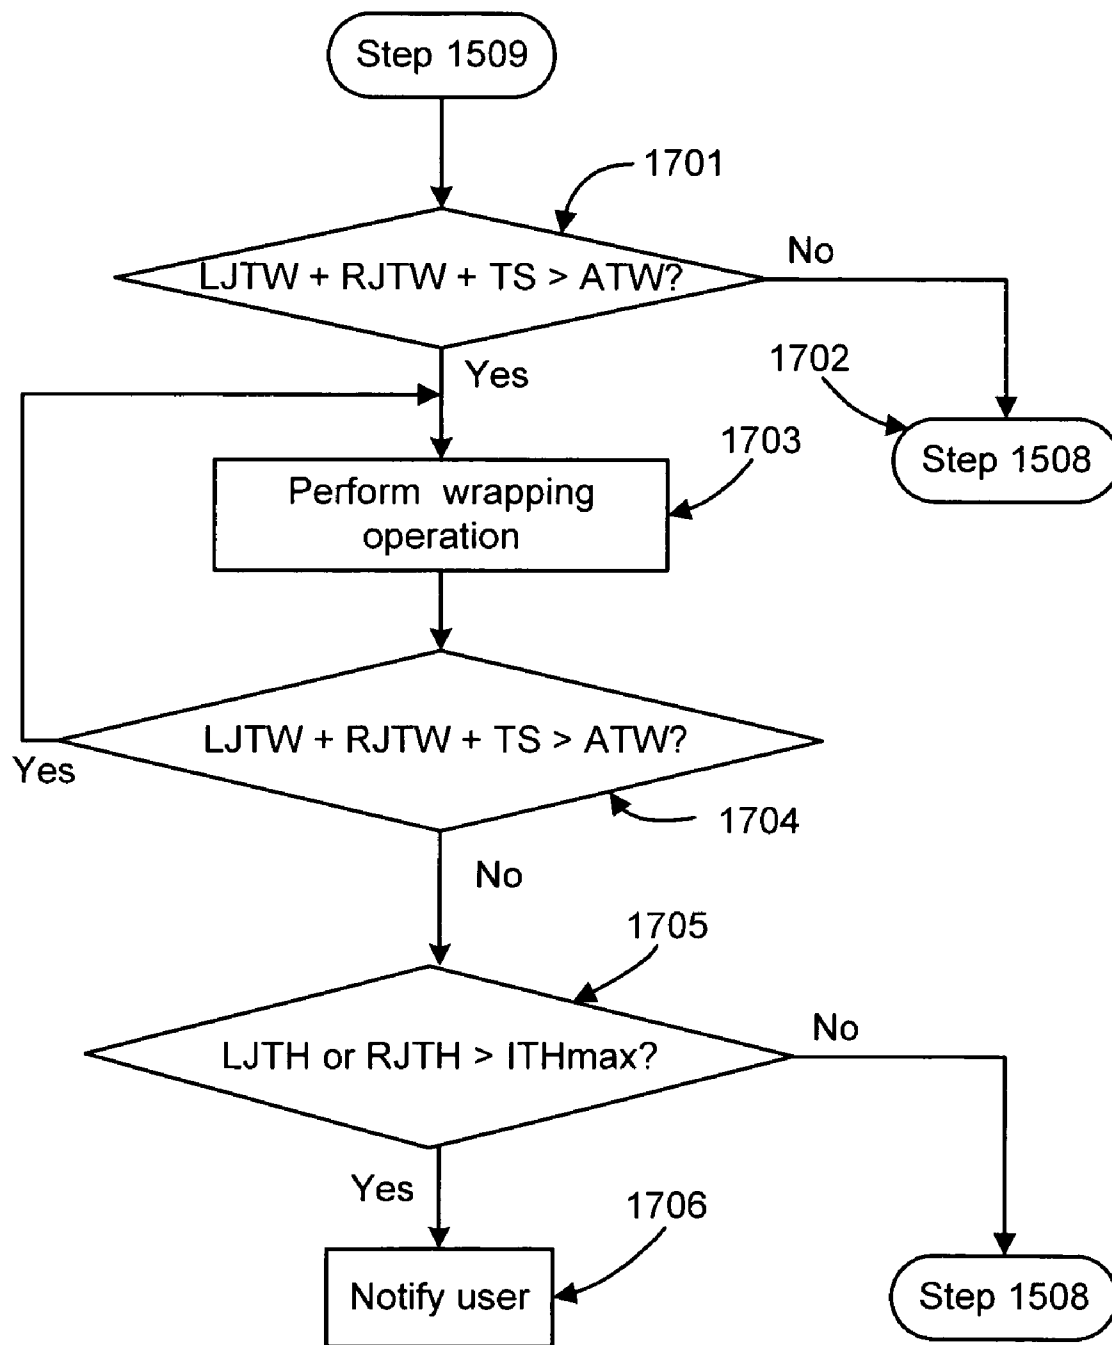 Step 1509
1701
LJTW + RJTW + TS > ATW?
No
Yes
1702
Step 1508
1703
Perform wrapping
operation
LJTW + RJTW + TS > ATW?
Yes
1704
No
1705
LJTH or RJTH > ITHmax?
No
Yes
1706
Notify user
Step 1508